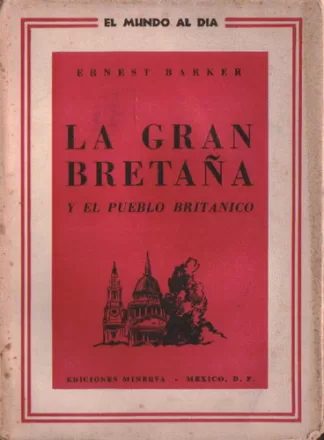 EL MUNDO AL DIA
ERNEST BARKER
LA GRAN
BRETAÑA
Y EL PUEBLO BRITANICO
EDICIONES MINERVA - MEXICO, D. F.